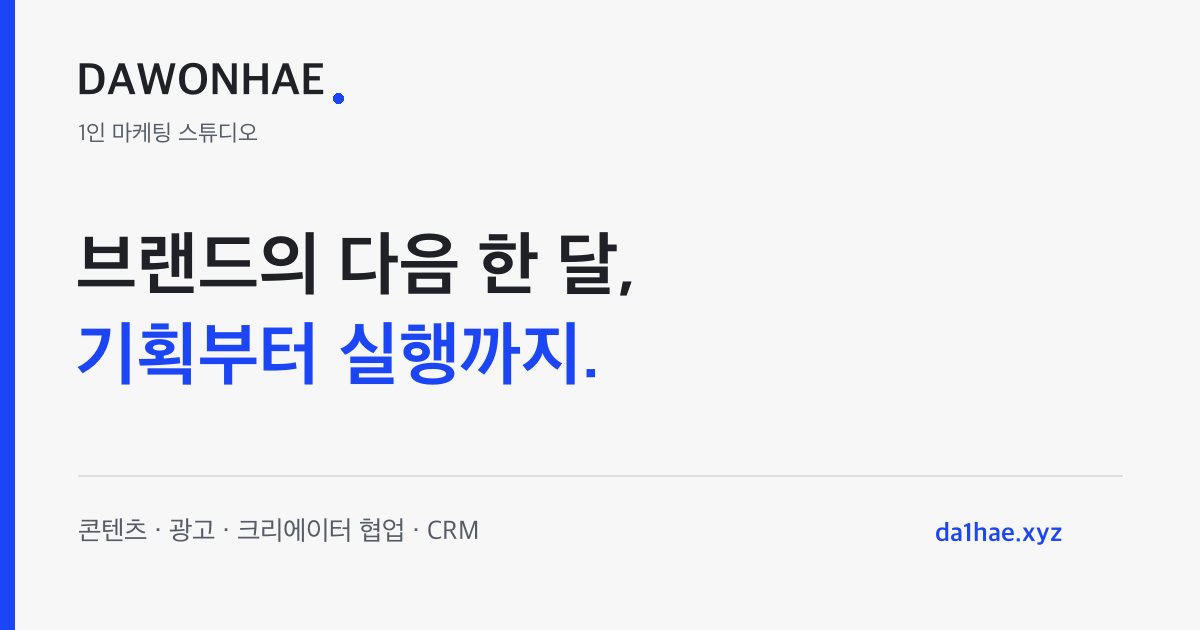 DAWONHAE.
1인 마케팅 스튜디오
브랜드의 다음 한 달,
기획부터 실행까지.
콘텐츠 · 광고 · 크리에이터 협업 · CRM
da1hae.xyz